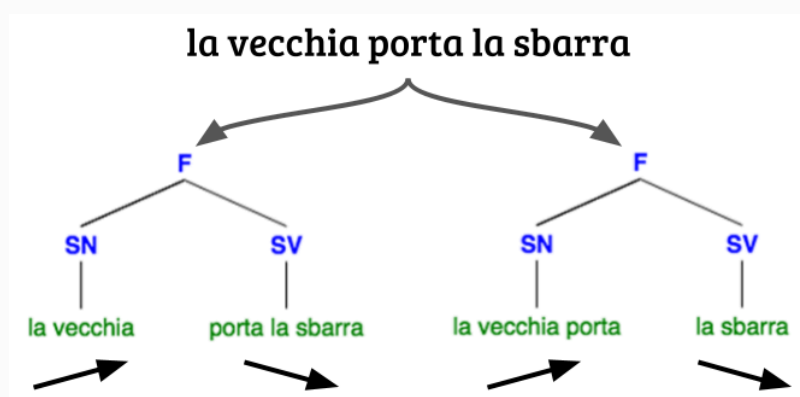 la vecchia porta la sbarra
F F
SN SV SN SV
la vecchia porta la sbarra la vecchia porta la sbarra